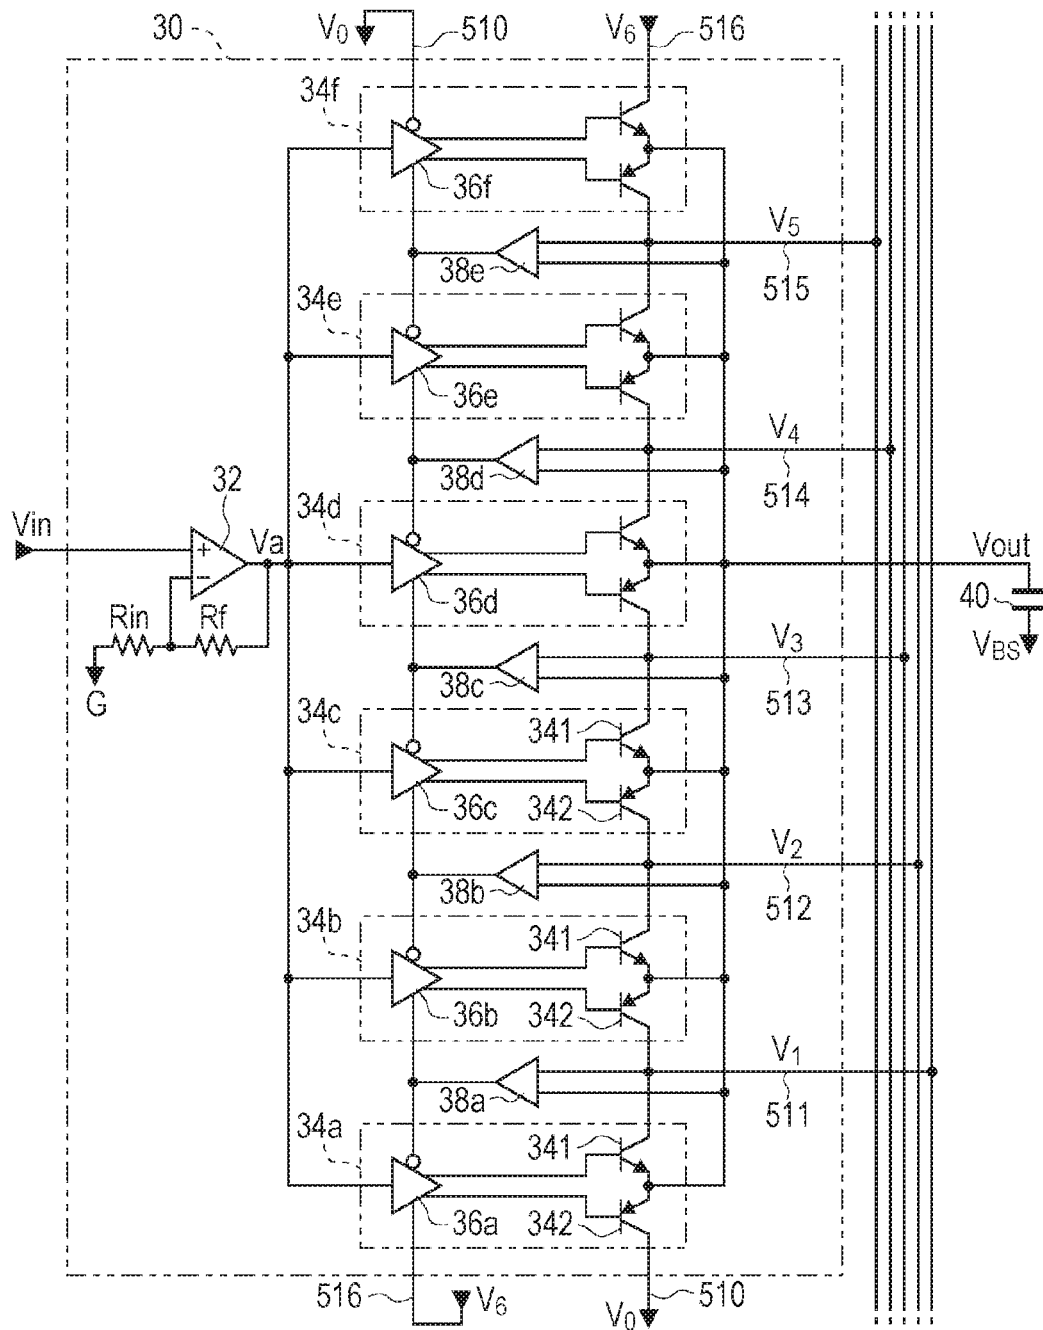 30
V0
510
V6
516
34f
36f
38e
V5
515
34e
36e
38d
V4
514
32
34d
Vin
+
−
Va
36d
Vout
40
VBS
Rin
Rf
G
38c
V3
513
34c
341
36c
342
38b
V2
512
34b
341
36b
342
38a
V1
511
34a
341
36a
342
516
V6
V0
510